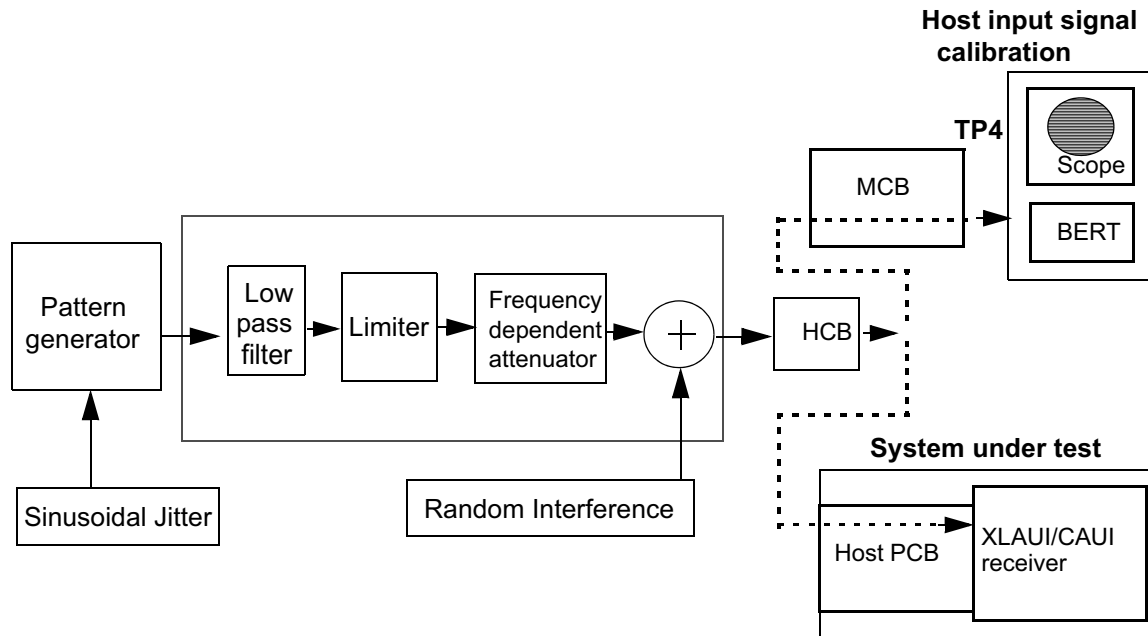 Host input signal
calibration
TP4
Scope
BERT
MCB
Pattern
generator
Low
pass
filter
Limiter
Frequency
dependent
attenuator
+
HCB
Sinusoidal Jitter
Random Interference
System under test
Host PCB
XLAUI/CAUI
receiver